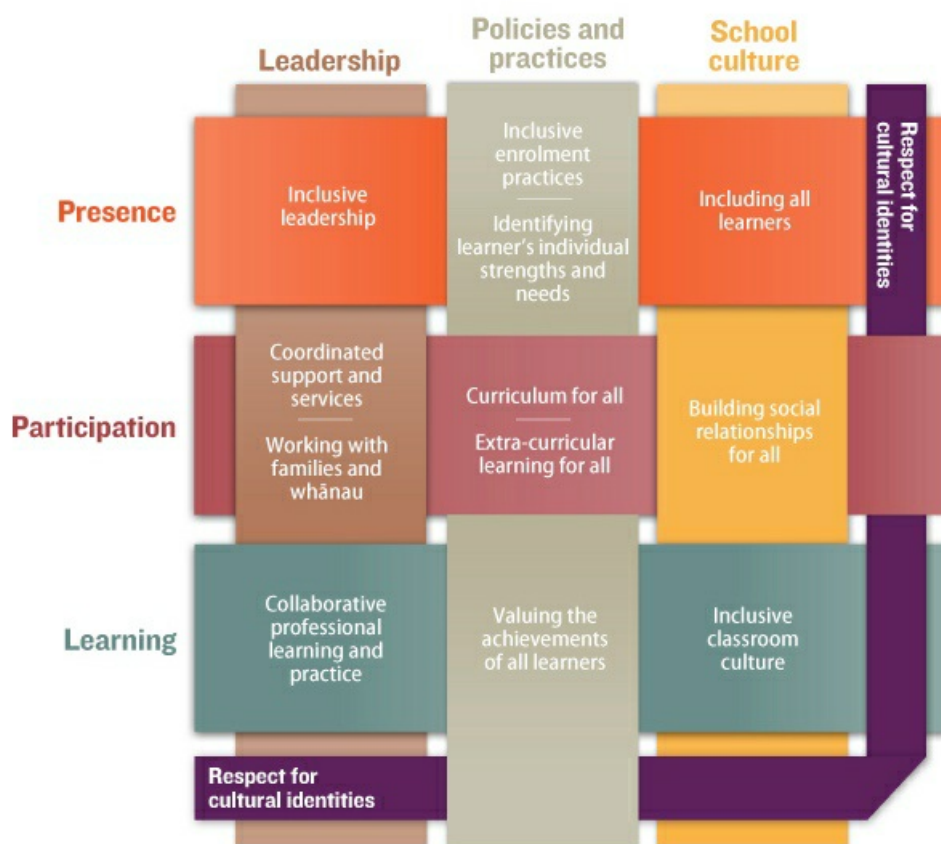 Leadership
Policies and
practices
School
culture
Presence
Inclusive
leadership
Inclusive
enrolment
practices
Identifying
learner's individual
strengths and
needs
Including all
learners
Respect for
cultural identities
Participation
Coordinated
support and
services
Working with
families and
whānau
Curriculum for all
Extra-curricular
learning for all
Building social
relationships
for all
Learning
Collaborative
professional
learning and
practice
Valuing the
achievements
of all learners
Inclusive
classroom
culture
Respect for
cultural identities